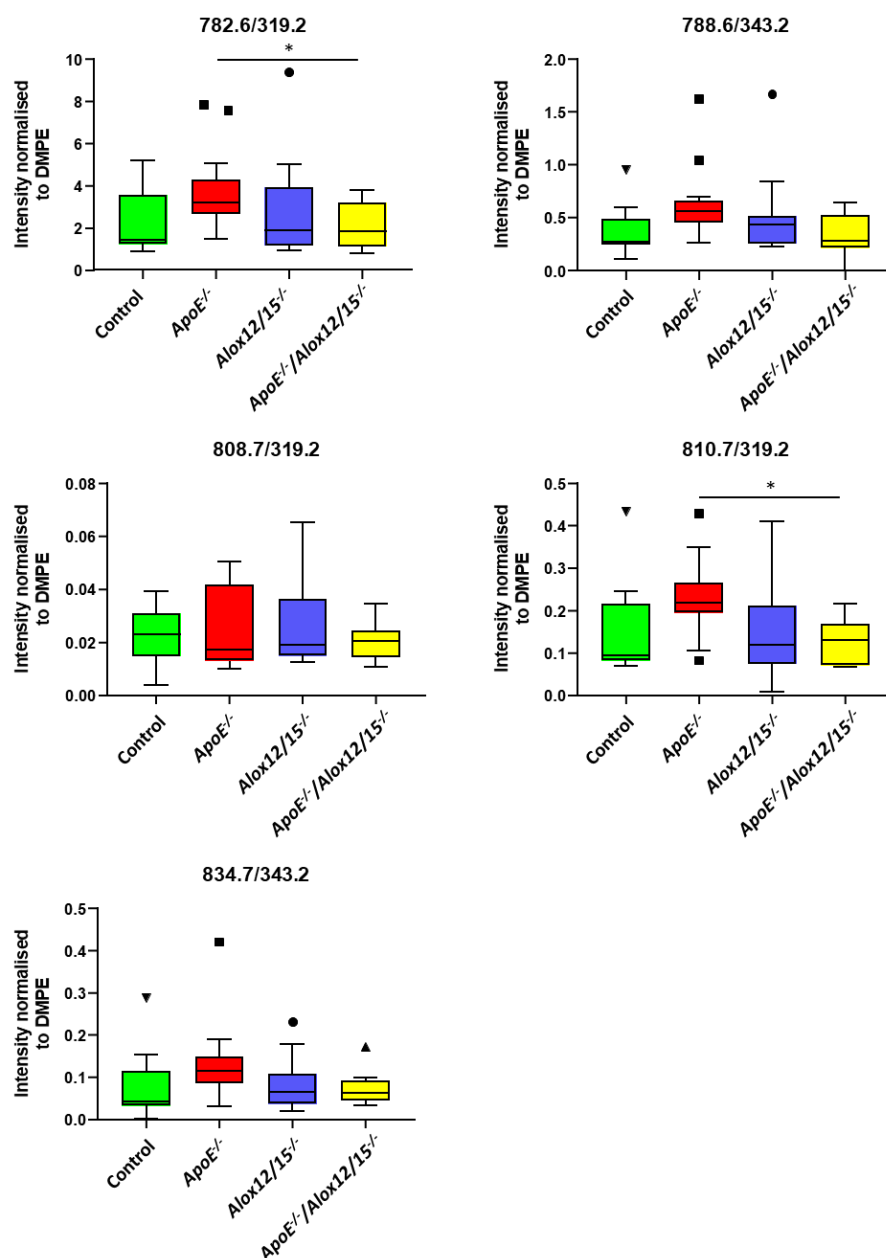 782.6/319.2
*
Intensity normalised
to DMPE
10
8
6
4
2
0
Control
ApoE⁻/⁻
Alox12/15⁻/⁻
ApoE⁻/⁻/Alox12/15⁻/⁻
788.6/343.2
Intensity normalised
to DMPE
2.0
1.5
1.0
0.5
0.0
Control
ApoE⁻/⁻
Alox12/15⁻/⁻
ApoE⁻/⁻/Alox12/15⁻/⁻
808.7/319.2
Intensity normalised
to DMPE
0.08
0.06
0.04
0.02
0.00
Control
ApoE⁻/⁻
Alox12/15⁻/⁻
ApoE⁻/⁻/Alox12/15⁻/⁻
810.7/319.2
*
Intensity normalised
to DMPE
0.5
0.4
0.3
0.2
0.1
0.0
Control
ApoE⁻/⁻
Alox12/15⁻/⁻
ApoE⁻/⁻/Alox12/15⁻/⁻
834.7/343.2
Intensity normalised
to DMPE
0.5
0.4
0.3
0.2
0.1
0.0
Control
ApoE⁻/⁻
Alox12/15⁻/⁻
ApoE⁻/⁻/Alox12/15⁻/⁻